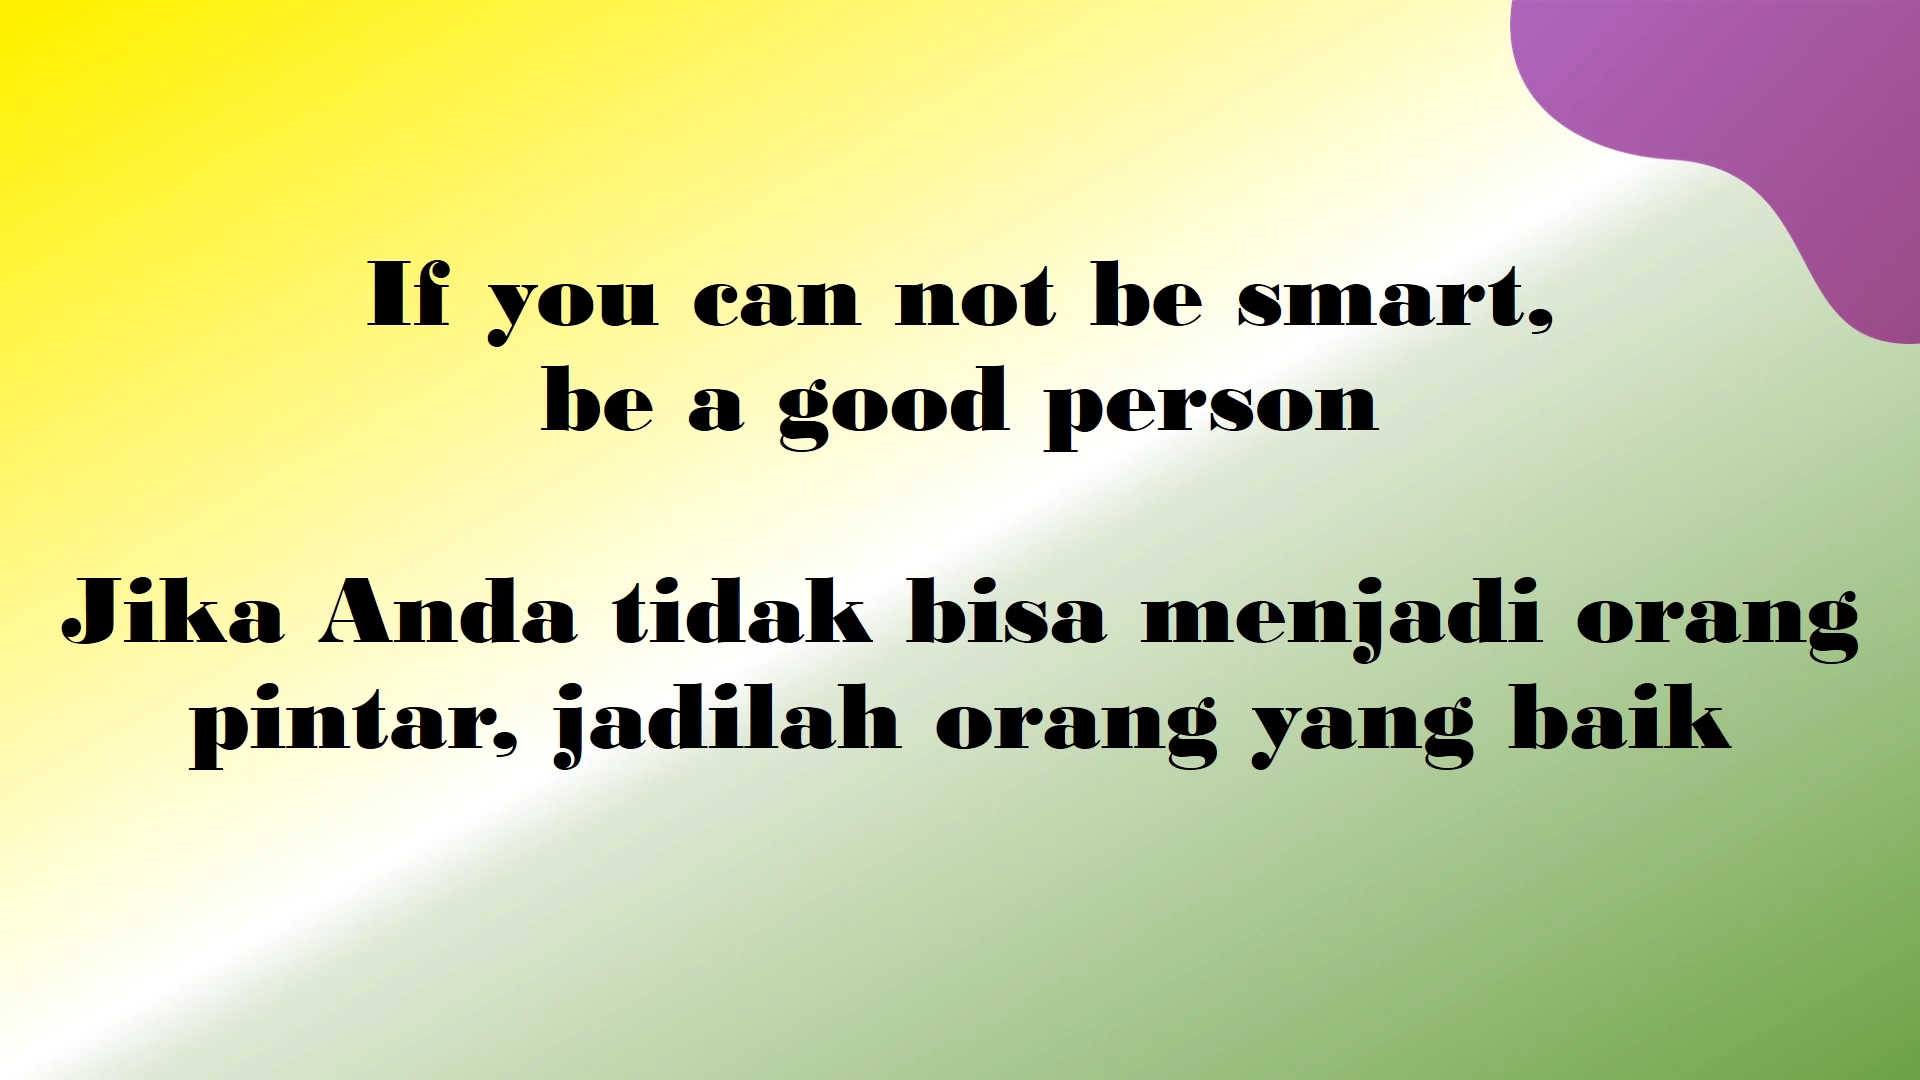 If you can not be smart,
be a good person
Jika Anda tidak bisa menjadi orang
pintar, jadilah orang yang baik